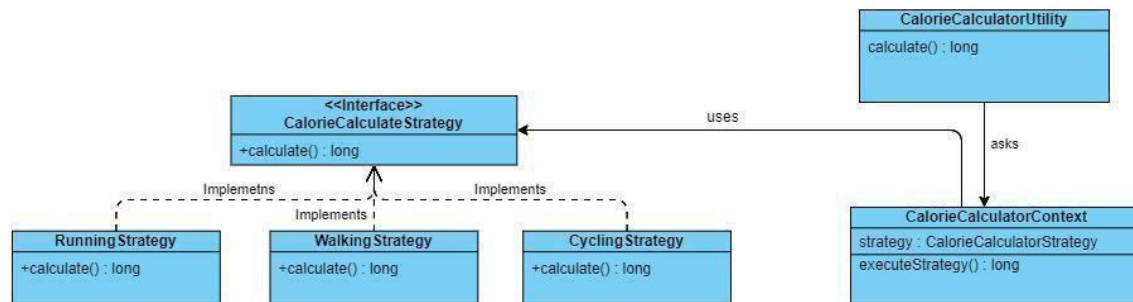 CalorieCalculatorUtility
calculate() : long
<<Interface>>
CalorieCalculateStrategy
+calculate() : long
uses
asks
Implemetns
Implements
Implements
RunningStrategy
+calculate() : long
WalkingStrategy
+calculate() : long
CyclingStrategy
+calculate() : long
CalorieCalculatorContext
strategy : CalorieCalculatorStrategy
executeStrategy() : long